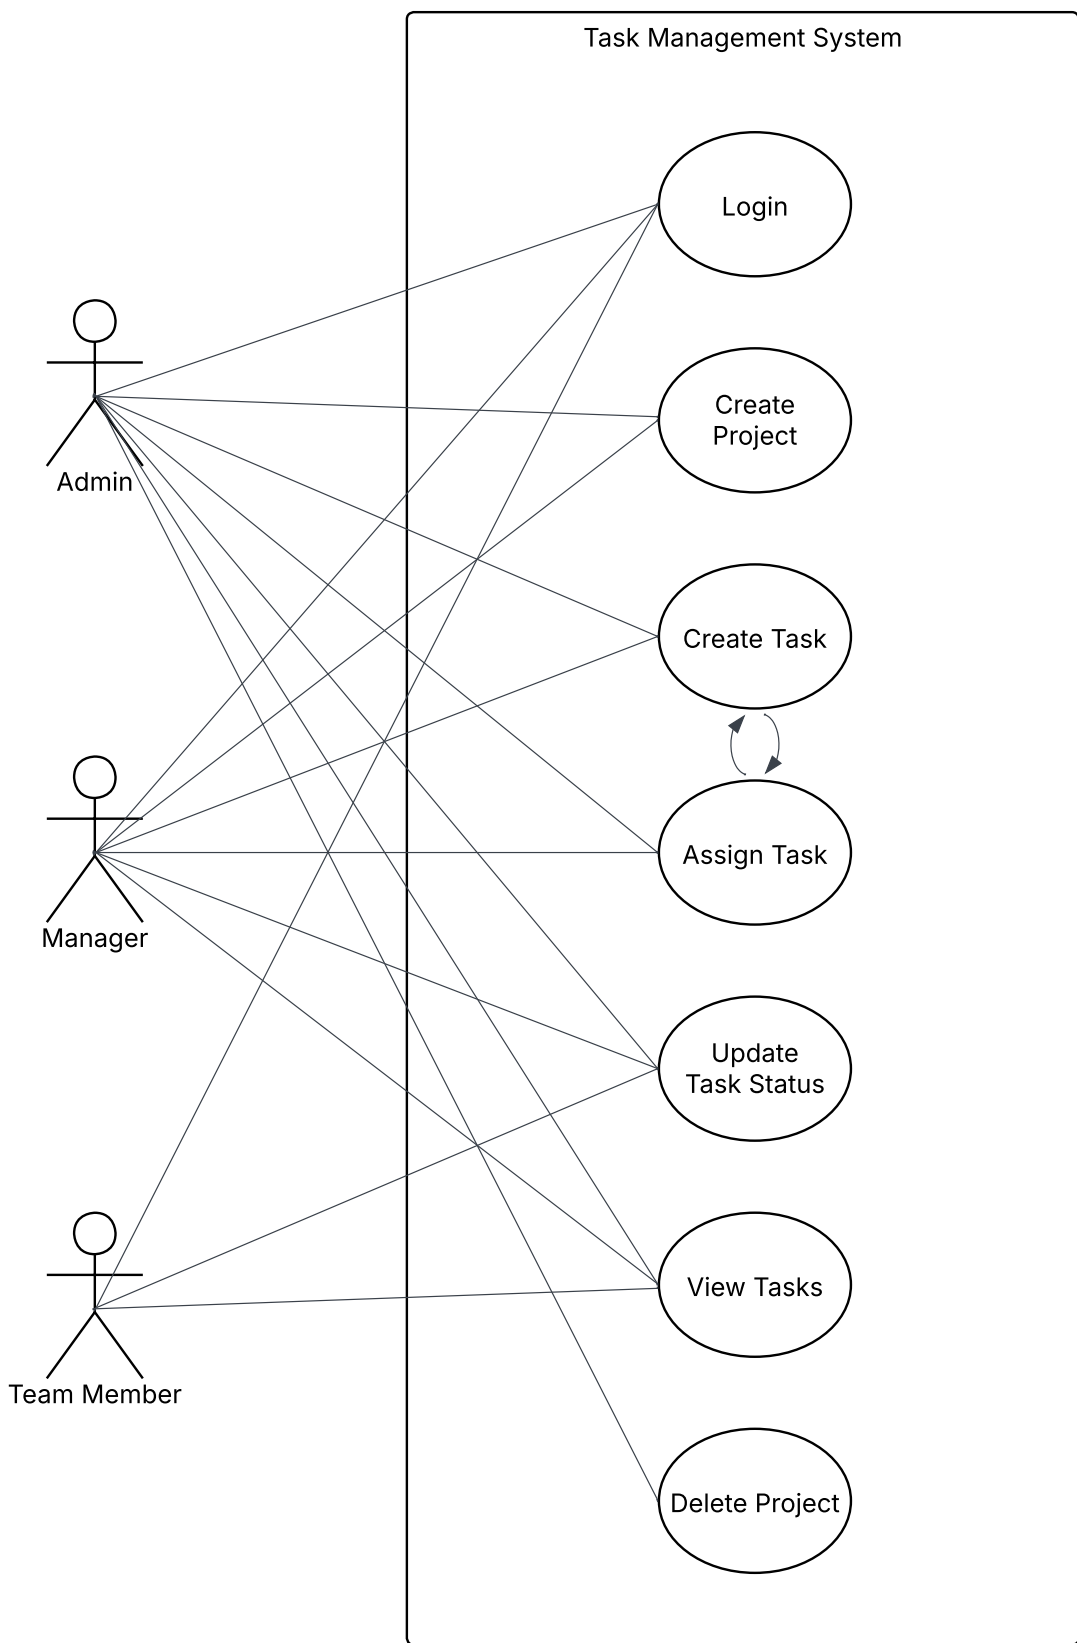 Task Management System
Login
Create
Project
Admin
Create Task
Assign Task
Manager
Update
Task Status
View Tasks
Team Member
Delete Project